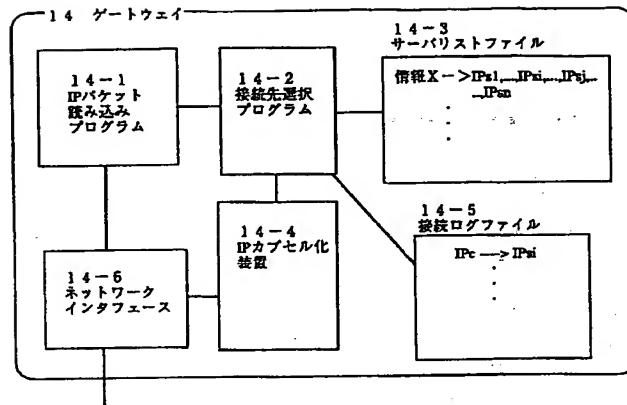 14 ゲートウェイ
14-1
IPパケット
読み込み
プログラム
14-2
接続先選択
プログラム
14-3
サーバリストファイル
情報X->IPs1,...,IPsi,...,IPsj,..
..,IPsn
14-4
IPカプセル化
装置
14-5
接続ログファイル
IPc --> IPsi
14-6
ネットワーク
インタフェース